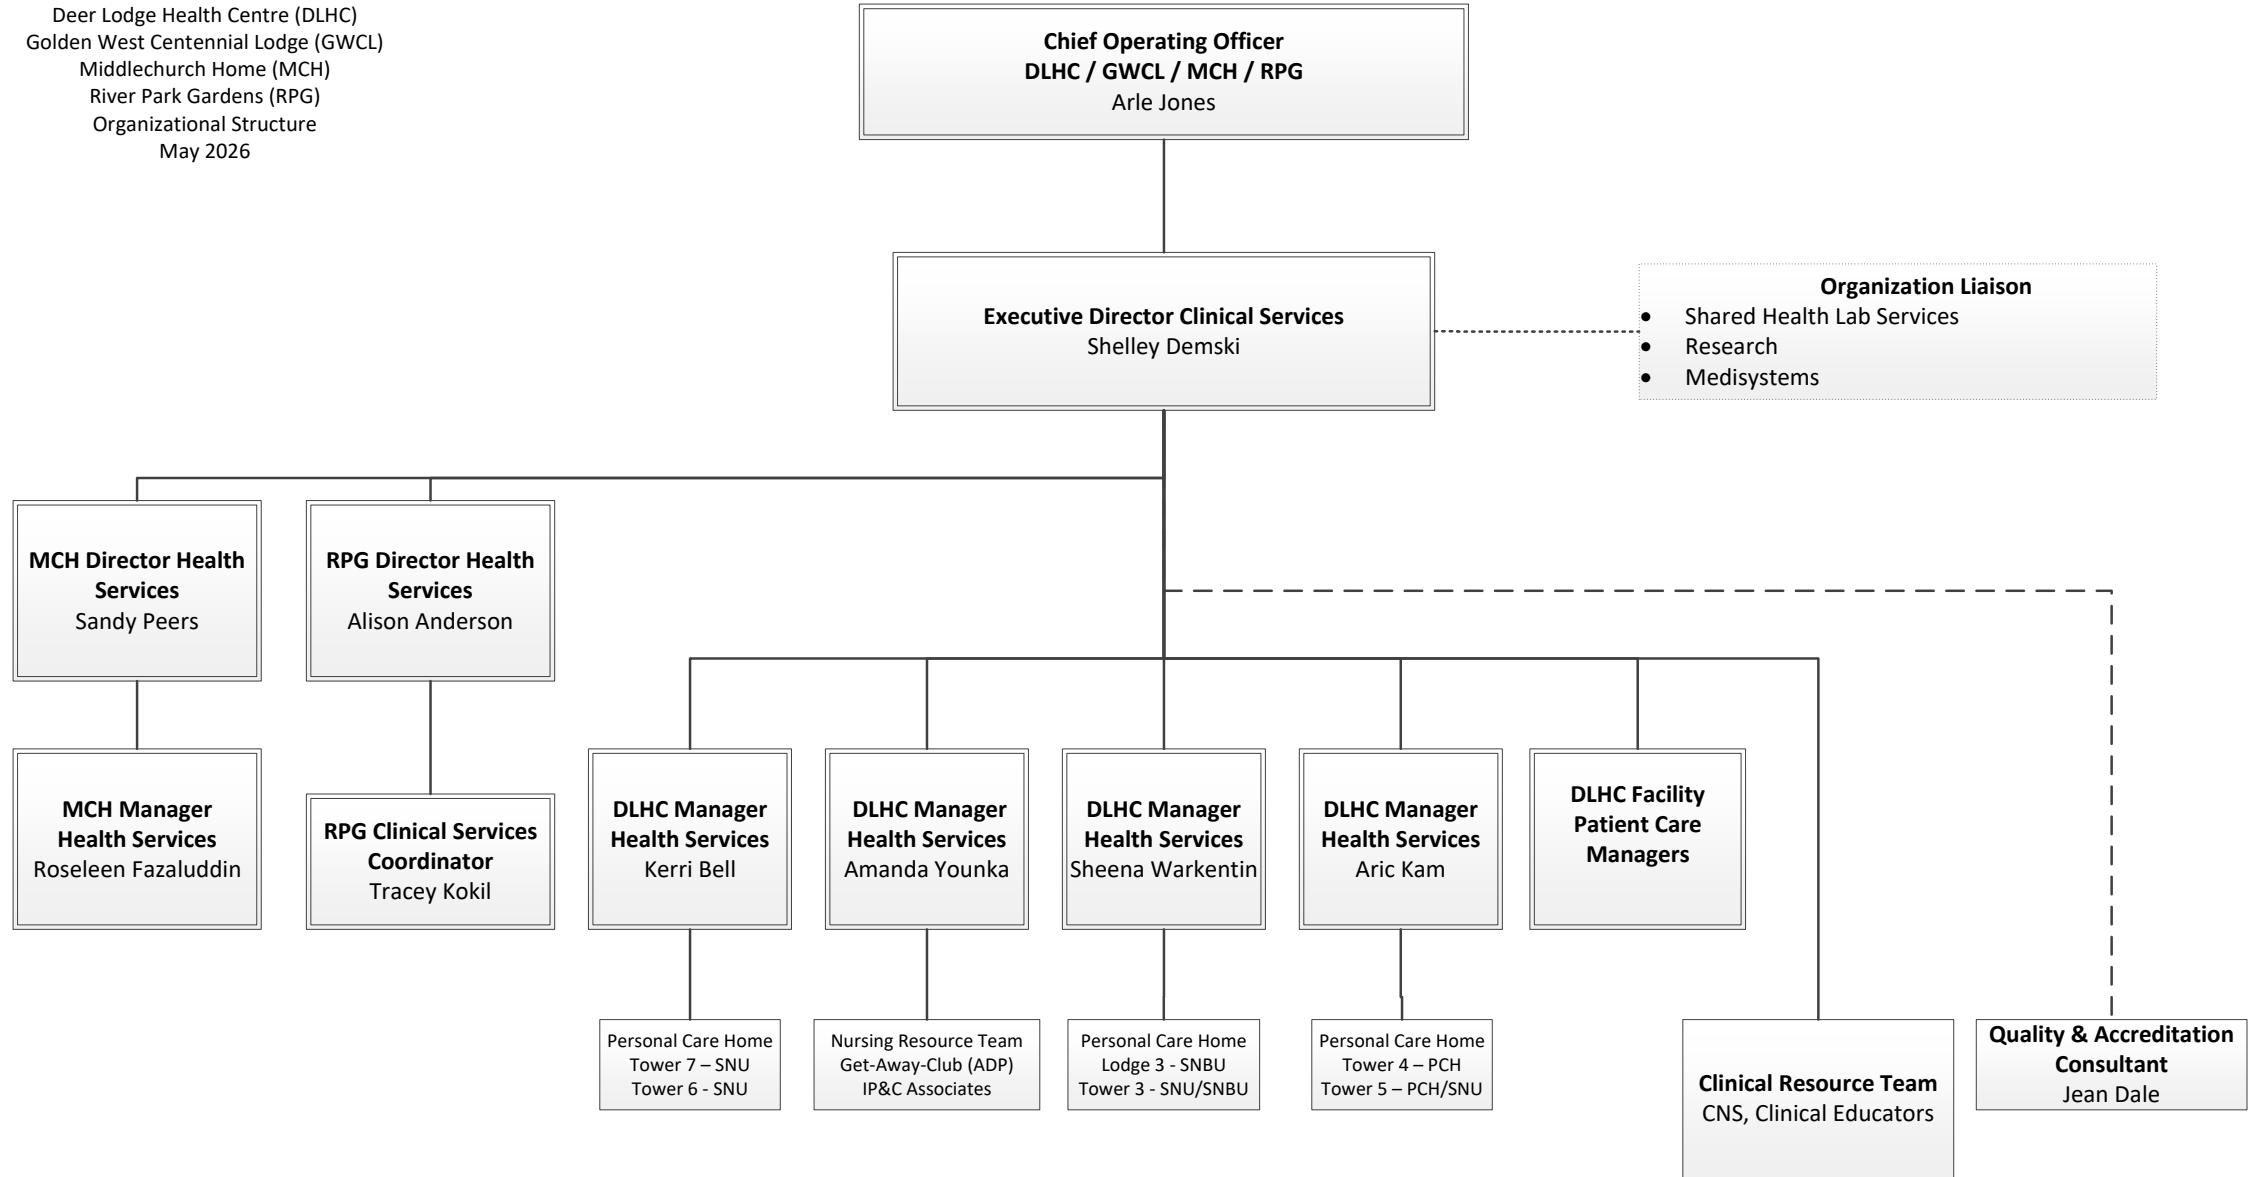 Deer Lodge Health Centre (DLHC)
Golden West Centennial Lodge (GWCL)
Middlechurch Home (MCH)
River Park Gardens (RPG)
Organizational Structure
May 2026
Chief Operating Officer
DLHC / GWCL / MCH / RPG
Arle Jones
Executive Director Clinical Services
Shelley Demski
Organization Liaison
• Shared Health Lab Services
• Research
• Medisystems
MCH Director Health
Services
Sandy Peers
RPG Director Health
Services
Alison Anderson
MCH Manager
Health Services
Roseleen Fazaluddin
RPG Clinical Services
Coordinator
Tracey Kokil
DLHC Manager
Health Services
Kerri Bell
DLHC Manager
Health Services
Amanda Younka
DLHC Manager
Health Services
Sheena Warkentin
DLHC Manager
Health Services
Aric Kam
DLHC Facility
Patient Care
Managers
Personal Care Home
Tower 7 – SNU
Tower 6 - SNU
Nursing Resource Team
Get-Away-Club (ADP)
IP&C Associates
Personal Care Home
Lodge 3 - SNBU
Tower 3 - SNU/SNBU
Personal Care Home
Tower 4 – PCH
Tower 5 – PCH/SNU
Clinical Resource Team
CNS, Clinical Educators
Quality & Accreditation
Consultant
Jean Dale